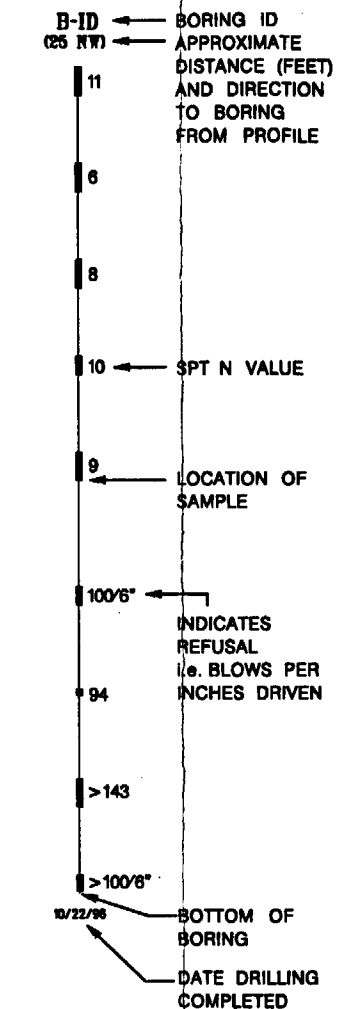 B-ID BORING ID
(25 NW) APPROXIMATE
DISTANCE (FEET)
11 AND DIRECTION
TO BORING
FROM PROFILE
6
8
10 SPT N VALUE
9
LOCATION OF
SAMPLE
100/6"
INDICATES
REFUSAL
i.e. BLOWS PER
94 INCHES DRIVEN
>143
>100/6"
10/22/96 BOTTOM OF
BORING
DATE DRILLING
COMPLETED